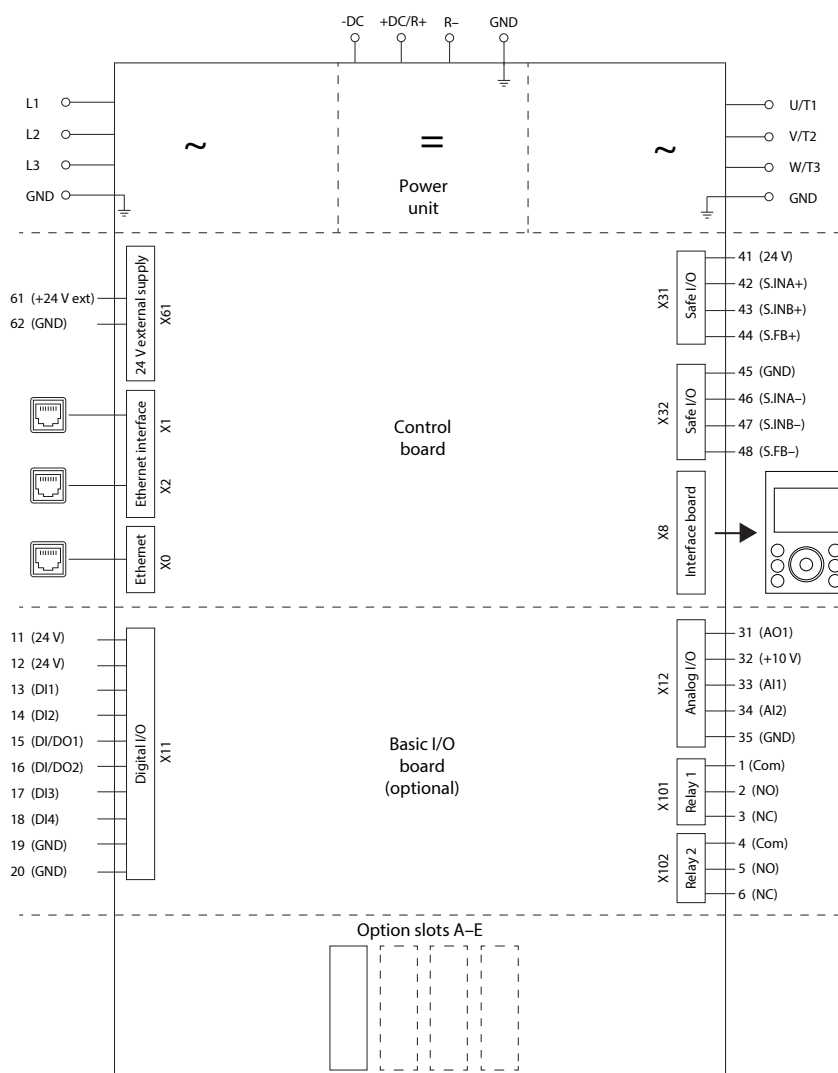 -DC +DC/R+ R– GND
L1
L2
L3
GND
~
=
~
Power
unit
U/T1
V/T2
W/T3
GND
61 (+24 V ext)
62 (GND)
24 V external supply
X61
Ethernet interface
X1
X2
Ethernet
X0
Control
board
X31
Safe I/O
41 (24 V)
42 (S.INA+)
43 (S.INB+)
44 (S.FB+)
X32
Safe I/O
45 (GND)
46 (S.INA–)
47 (S.INB–)
48 (S.FB–)
X8
Interface board
11 (24 V)
12 (24 V)
13 (DI1)
14 (DI2)
15 (DI/DO1)
16 (DI/DO2)
17 (DI3)
18 (DI4)
19 (GND)
20 (GND)
Digital I/O
X11
Basic I/O
board
(optional)
X12
Analog I/O
31 (AO1)
32 (+10 V)
33 (AI1)
34 (AI2)
35 (GND)
X101
Relay 1
1 (Com)
2 (NO)
3 (NC)
X102
Relay 2
4 (Com)
5 (NO)
6 (NC)
Option slots A–E